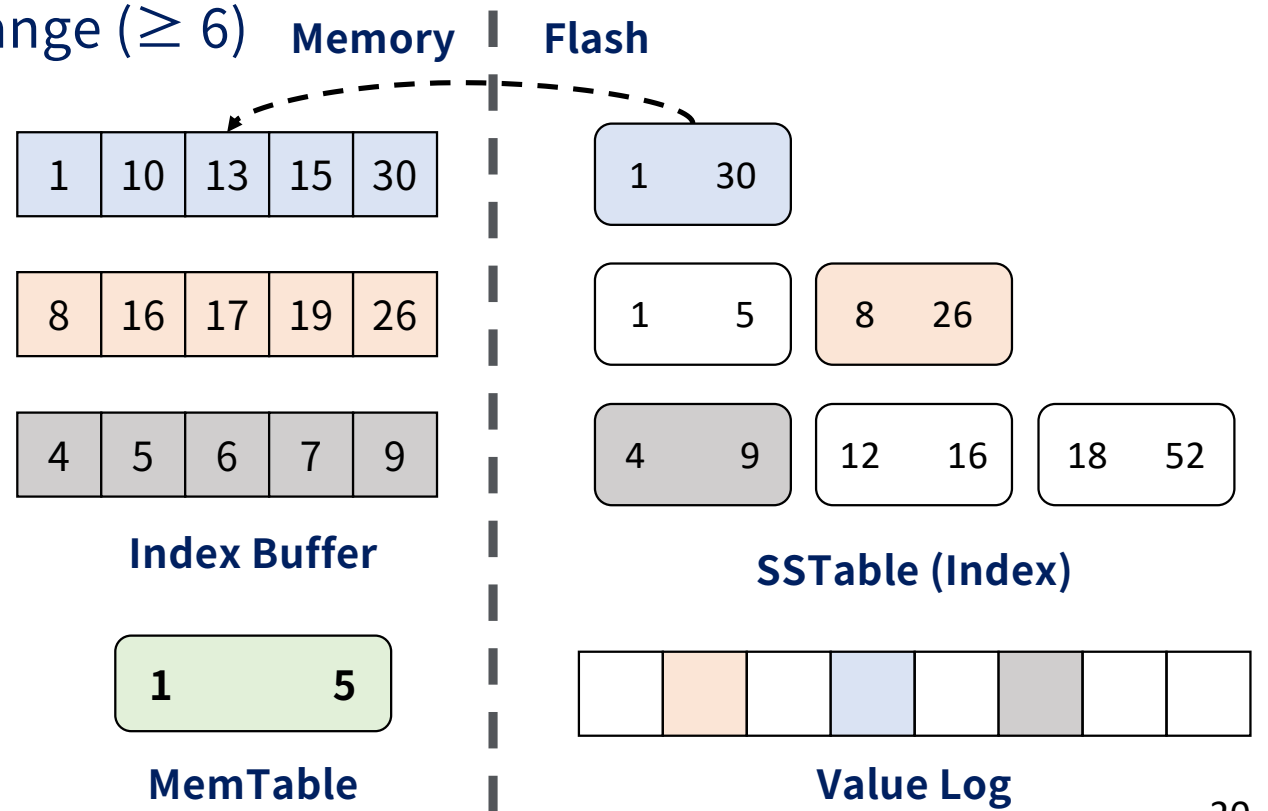 ange (≥ 6)
Memory
Flash
1 10 13 15 30
1 30
8 16 17 19 26
1 5
8 26
4 5 6 7 9
4 9
12 16
18 52
Index Buffer
SSTable (Index)
1 5
MemTable
Value Log